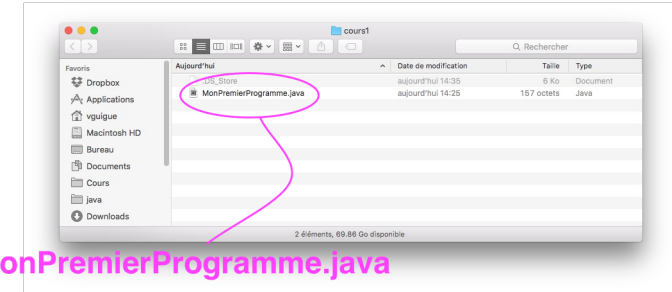 cours1
Rechercher
Favoris
Dropbox
Applications
vguigue
Macintosh HD
Bureau
Documents
Cours
java
Downloads
Aujourd'hui Date de modification Taille Type
.DS_Store aujourd'hui 14:35 6 Ko Document
MonPremierProgramme.java aujourd'hui 14:25 157 octets Java
2 éléments, 69.86 Go disponible
onPremierProgramme.java